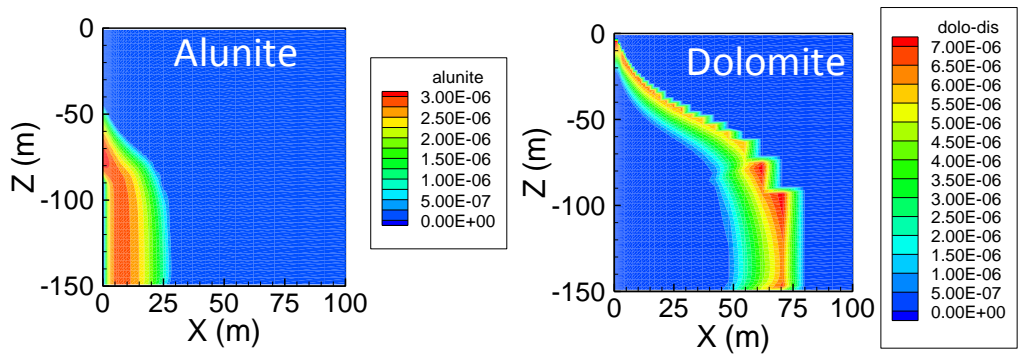 Alunite
0
-50
-100
-150
Z (m)
0 25 50 75 100
X (m)
alunite
3.00E-06
2.50E-06
2.00E-06
1.50E-06
1.00E-06
5.00E-07
0.00E+00
Dolomite
0
-50
-100
-150
Z (m)
0 25 50 75 100
X (m)
dolo-dis
7.00E-06
6.50E-06
6.00E-06
5.50E-06
5.00E-06
4.50E-06
4.00E-06
3.50E-06
3.00E-06
2.50E-06
2.00E-06
1.50E-06
1.00E-06
5.00E-07
0.00E+00